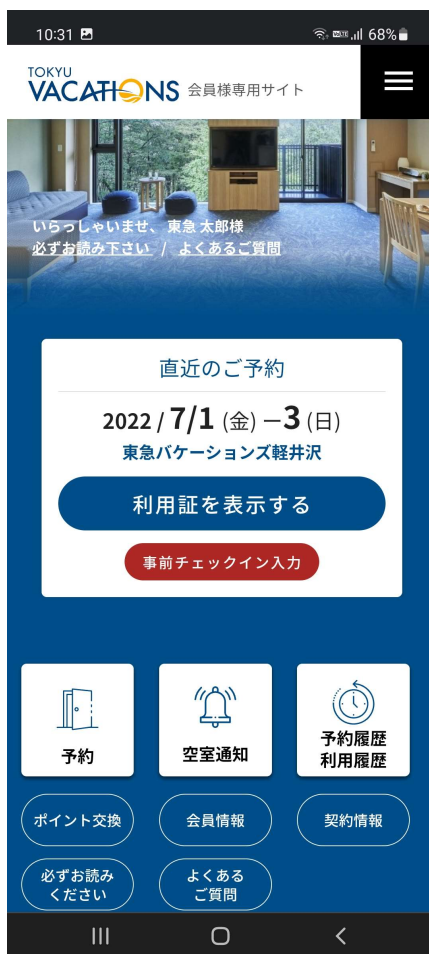 10:31 68%
TOKYU
VACATIONS 会員様専用サイト
いらっしゃいませ、東急 太郎様
必ずお読み下さい / よくあるご質問
直近のご予約
2022 / 7/1 (金) ー3 (日)
東急バケーションズ軽井沢
利用証を表示する
事前チェックイン入力
予約 空室通知 予約履歴
利用履歴
ポイント交換 会員情報 契約情報
必ずお読み
ください
よくある
ご質問